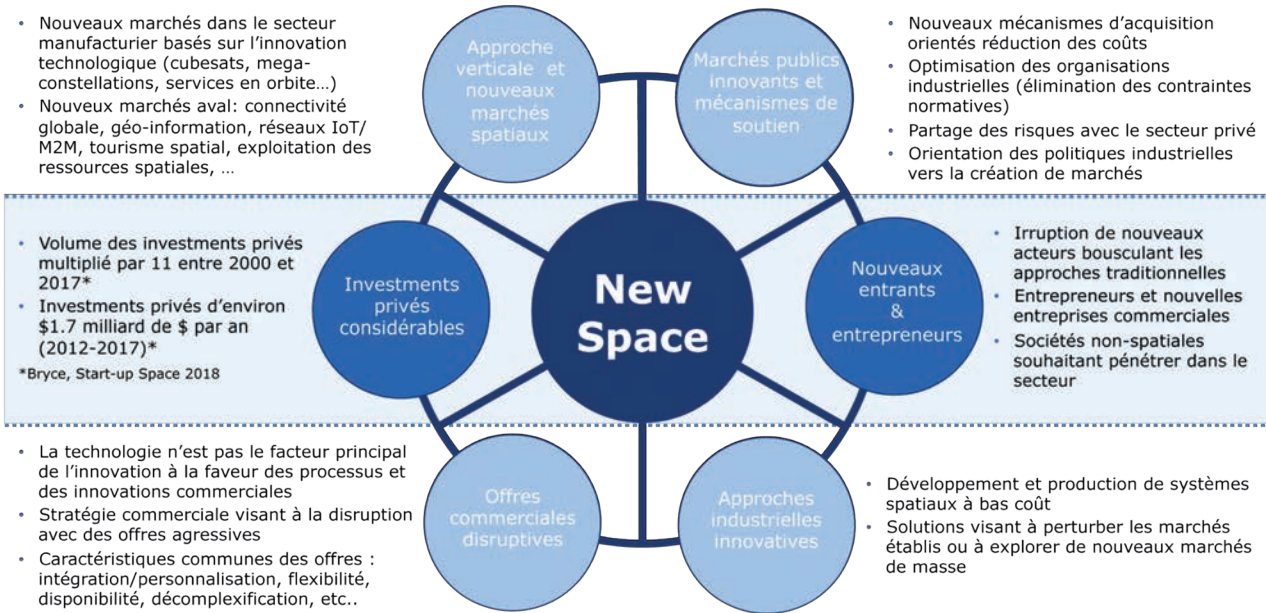 • Nouveaux marchés dans le secteur
manufacturier basés sur l’innovation
technologique (cubesats, mega-
constellations, services en orbite…)
• Nouveux marchés aval: connectivité
globale, géo-information, réseaux IoT/
M2M, tourisme spatial, exploitation des
ressources spatiales, …
Approche
verticale et
nouveaux
marchés
spatiaux
Marchés publics
innovants et
mécanismes de
soutien
• Nouveaux mécanismes d’acquisition
orientés réduction des coûts
• Optimisation des organisations
industrielles (élimination des contraintes
normatives)
• Partage des risques avec le secteur privé
• Orientation des politiques industrielles
vers la création de marchés
• Volume des investments privés
multiplié par 11 entre 2000 et
2017*
• Investments privés d’environ
$1.7 milliard de $ par an
(2012-2017)*
*Bryce, Start-up Space 2018
Investments
privés
considérables
New
Space
Nouveaux
entrants
&
entrepreneurs
• Irruption de nouveaux
acteurs bousculant les
approches traditionnelles
• Entrepreneurs et nouvelles
entreprises commerciales
• Sociétés non-spatiales
souhaitant pénétrer dans le
secteur
• La technologie n’est pas le facteur principal
de l’innovation à la faveur des processus et
des innovations commerciales
• Stratégie commerciale visant à la disruption
avec des offres agressives
• Caractéristiques communes des offres :
intégration/personnalisation, flexibilité,
disponibilité, décomplexification, etc..
Offres
commerciales
disruptives
Approches
industrielles
innovatives
• Développement et production de systèmes
spatiaux à bas coût
• Solutions visant à perturber les marchés
établis ou à explorer de nouveaux marchés
de masse